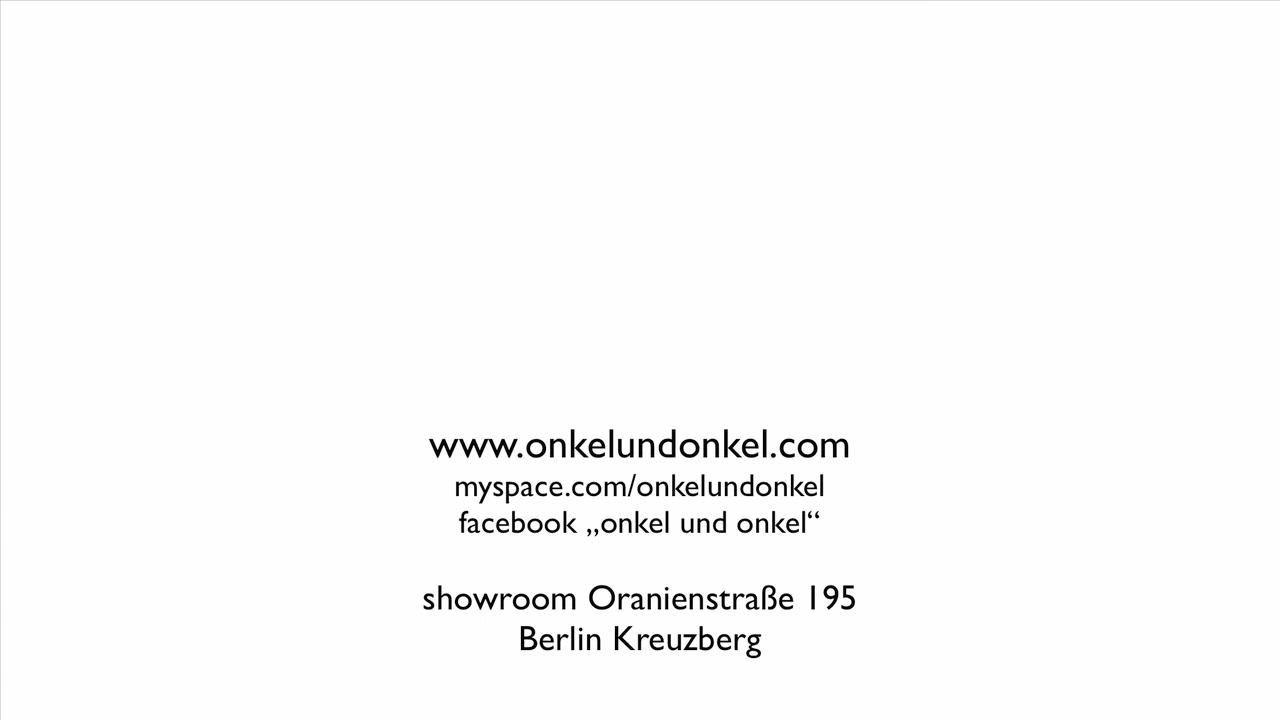 www.onkelundonkel.com
myspace.com/onkelundonkel
facebook „onkel und onkel“
showroom Oranienstraße 195
Berlin Kreuzberg